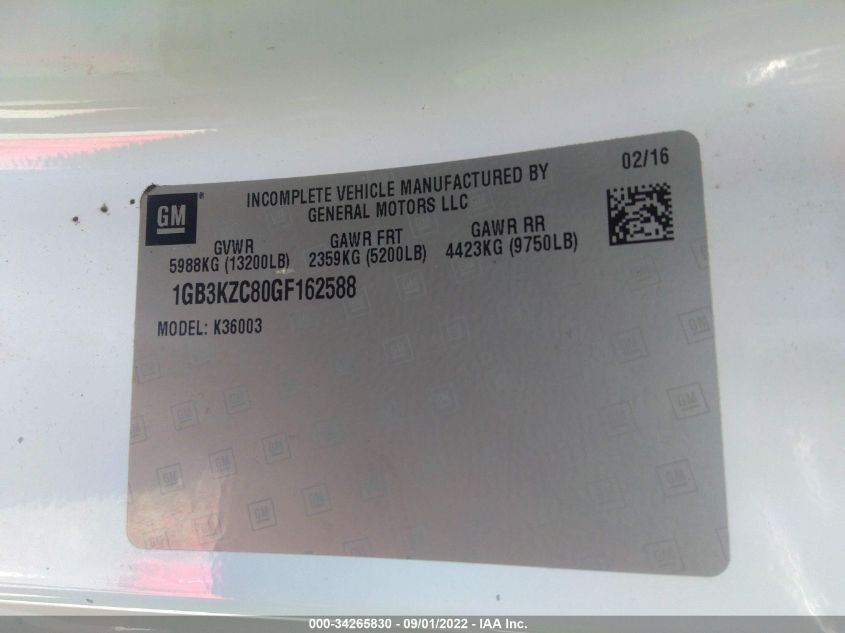 02/16
GM
INCOMPLETE VEHICLE MANUFACTURED BY
GENERAL MOTORS LLC
GVWR GAWR FRT GAWR RR
5988KG (13200LB) 2359KG (5200LB) 4423KG (9750LB)
1GB3KZC80GF162588
MODEL: K36003
000-34265830 - 09/01/2022 - IAA Inc.